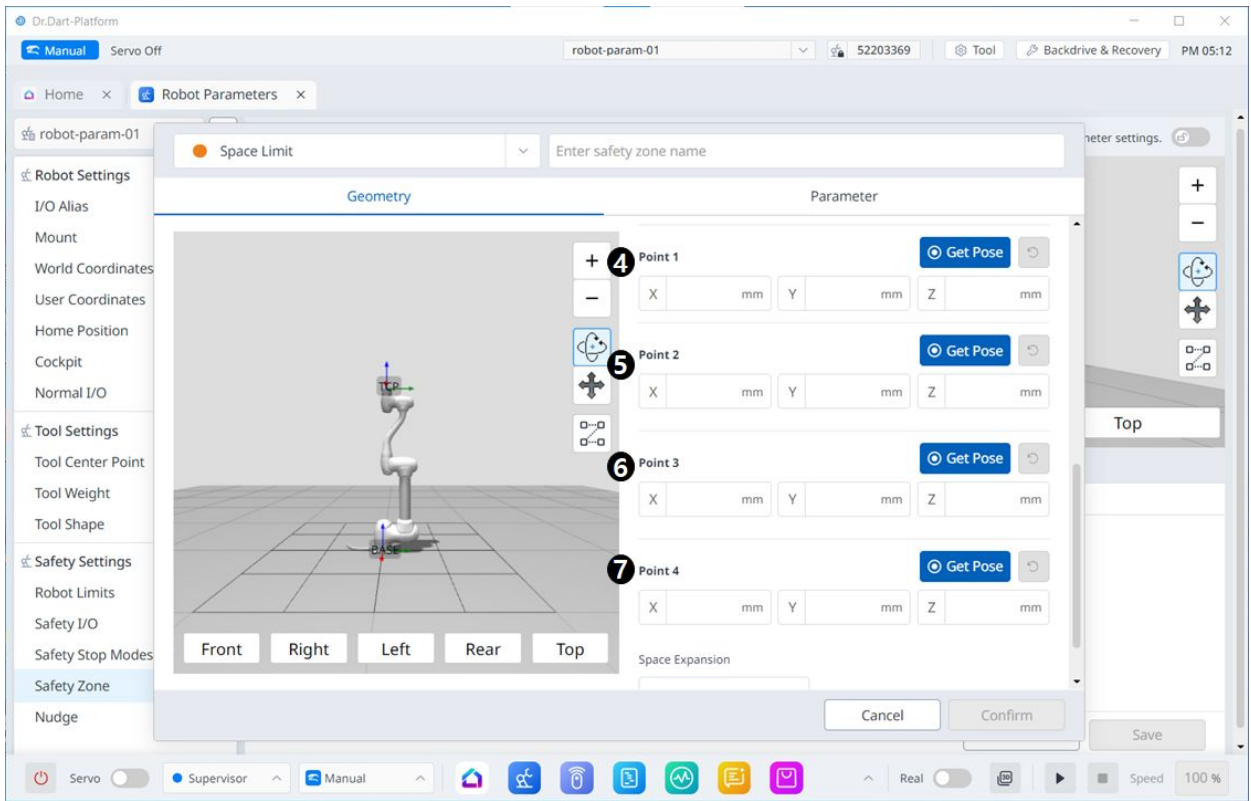 Dr.Dart-Platform
Manual Servo Off robot-param-01 52203369 Tool Backdrive & Recovery PM 05:12
Home × Robot Parameters ×
robot-param-01
neter settings.
Space Limit Enter safety zone name
Geometry Parameter
Robot Settings
I/O Alias
Mount
World Coordinates
User Coordinates
Home Position
Cockpit
Normal I/O
Tool Settings
Tool Center Point
Tool Weight
Tool Shape
Safety Settings
Robot Limits
Safety I/O
Safety Stop Modes
Safety Zone
Nudge
+
−
TCP
BASE
Front Right Left Rear Top
4 Point 1 Get Pose
X mm Y mm Z mm
5 Point 2 Get Pose
X mm Y mm Z mm
6 Point 3 Get Pose
X mm Y mm Z mm
7 Point 4 Get Pose
X mm Y mm Z mm
Space Expansion
Cancel Confirm
+
−
Top
Save
Servo Supervisor Manual Real 3D Speed 100 %